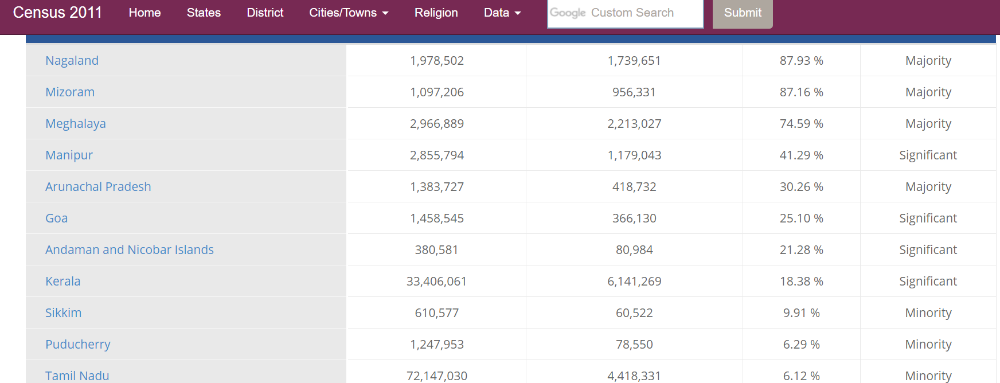 Census 2011 Home States District Cities/Towns Religion Data Google Custom Search Submit
Nagaland 1,978,502 1,739,651 87.93 % Majority
Mizoram 1,097,206 956,331 87.16 % Majority
Meghalaya 2,966,889 2,213,027 74.59 % Majority
Manipur 2,855,794 1,179,043 41.29 % Significant
Arunachal Pradesh 1,383,727 418,732 30.26 % Majority
Goa 1,458,545 366,130 25.10 % Significant
Andaman and Nicobar Islands 380,581 80,984 21.28 % Significant
Kerala 33,406,061 6,141,269 18.38 % Significant
Sikkim 610,577 60,522 9.91 % Minority
Puducherry 1,247,953 78,550 6.29 % Minority
Tamil Nadu 72,147,030 4,418,331 6.12 % Minority